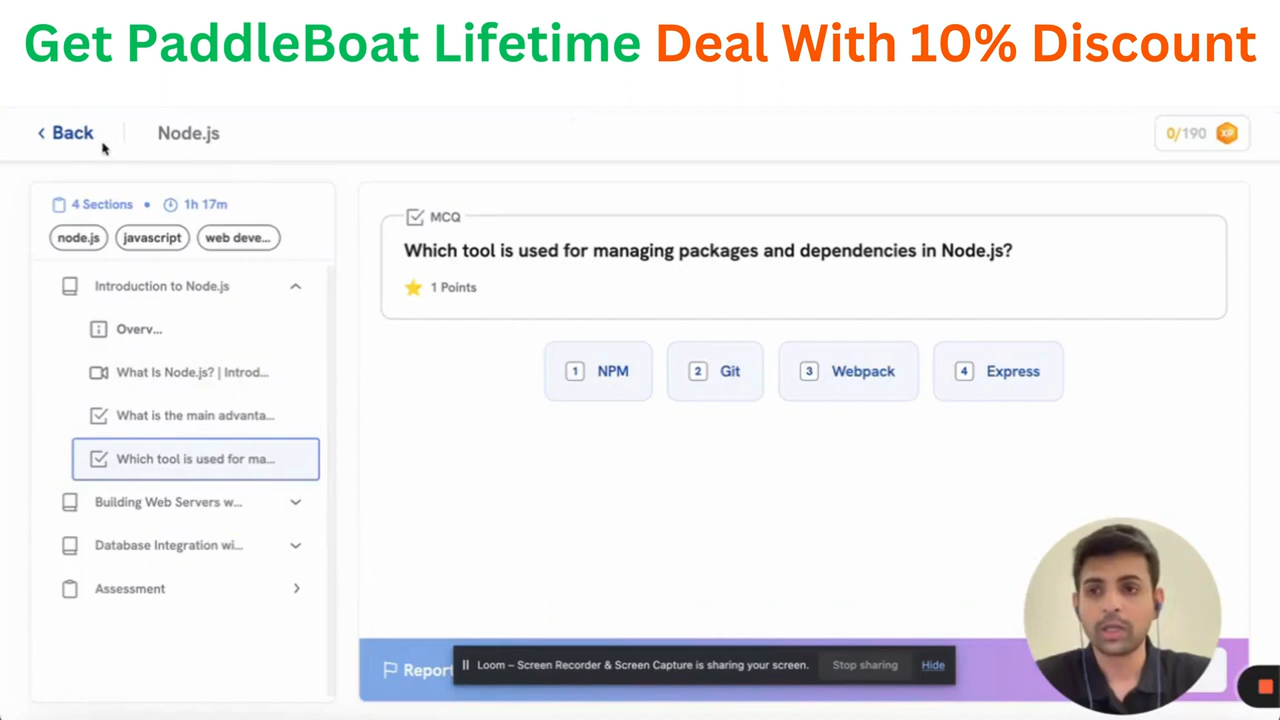 Get PaddleBoat Lifetime Deal With 10% Discount
Back
Node.js
0/190 XP
4 Sections • 1h 17m
node.js
javascript
web deve...
Introduction to Node.js
Overv...
What Is Node.js? | Introd...
What is the main advanta...
Which tool is used for ma...
Building Web Servers w...
Database Integration wi...
Assessment
MCQ
Which tool is used for managing packages and dependencies in Node.js?
1 Points
1 NPM
2 Git
3 Webpack
4 Express
Report
Loom – Screen Recorder & Screen Capture is sharing your screen.
Stop sharing
Hide